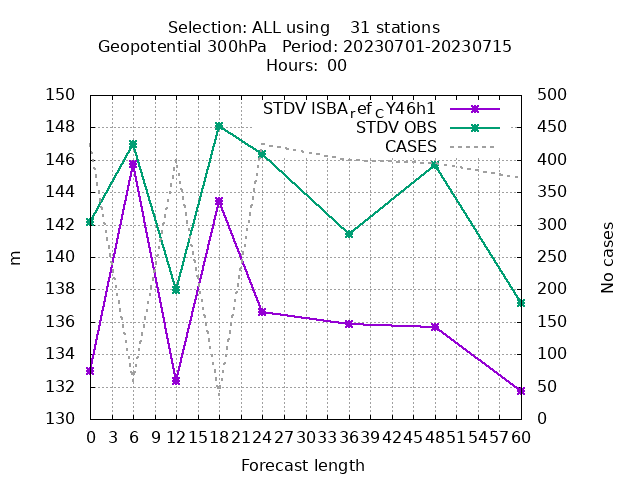 Selection: ALL using 31 stations
Geopotential 300hPa Period: 20230701-20230715
Hours: 00
STDV ISBA_ref_CY46h1
STDV OBS
CASES
150
148
146
144
142
140
138
136
134
132
130
500
450
400
350
300
250
200
150
100
50
0
m
No cases
0 3 6 9 12 15 18 21 24 27 30 33 36 39 42 45 48 51 54 57 60
Forecast length